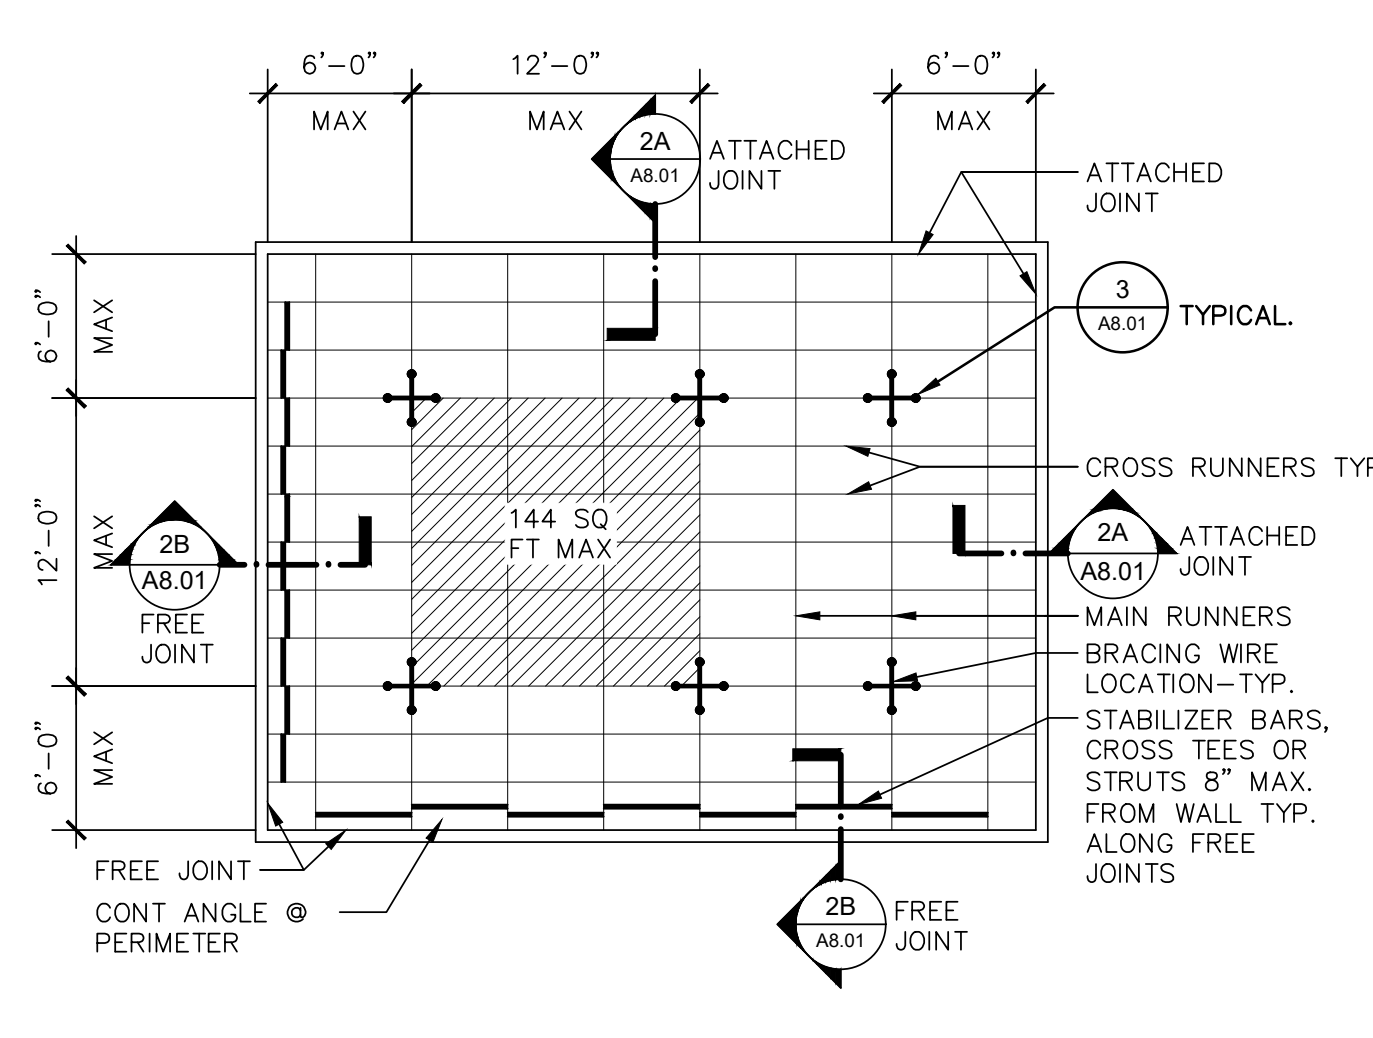 6'-0"
12'-0"
6'-0"
MAX
MAX
MAX
2A
A8.01
ATTACHED
JOINT
ATTACHED
JOINT
6'-0"
MAX
3
A8.01
TYPICAL.
CROSS RUNNERS TYP
12'-0"
MAX
144 SQ
FT MAX
2B
A8.01
FREE
JOINT
2A
A8.01
ATTACHED
JOINT
MAIN RUNNERS
BRACING WIRE
LOCATION-TYP.
6'-0"
MAX
STABILIZER BARS,
CROSS TEES OR
STRUTS 8" MAX.
FROM WALL TYP.
ALONG FREE
JOINTS
FREE JOINT
CONT ANGLE @
PERIMETER
2B
A8.01
FREE
JOINT